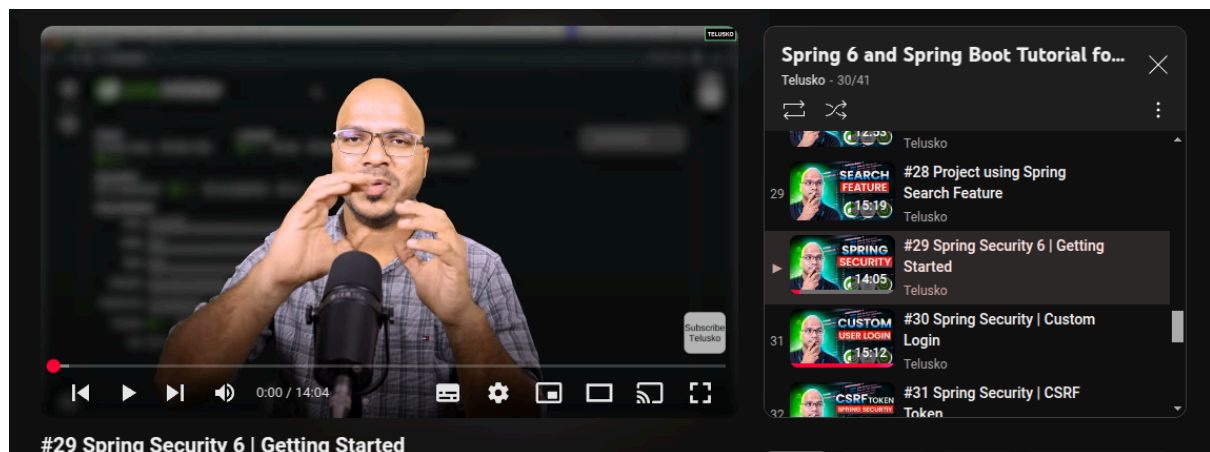 TELUSKO
Subscribe
Telusko
0:00 / 14:04
#29 Spring Security 6 | Getting Started
Spring 6 and Spring Boot Tutorial fo...
Telusko - 30/41
12:53
Telusko
29
SEARCH
FEATURE
15:19
#28 Project using Spring
Search Feature
Telusko
SPRING
SECURITY
14:05
#29 Spring Security 6 | Getting
Started
Telusko
31
CUSTOM
USER LOGIN
15:12
#30 Spring Security | Custom
Login
Telusko
32
CSRF TOKEN
SPRING SECURITY
#31 Spring Security | CSRF
Token